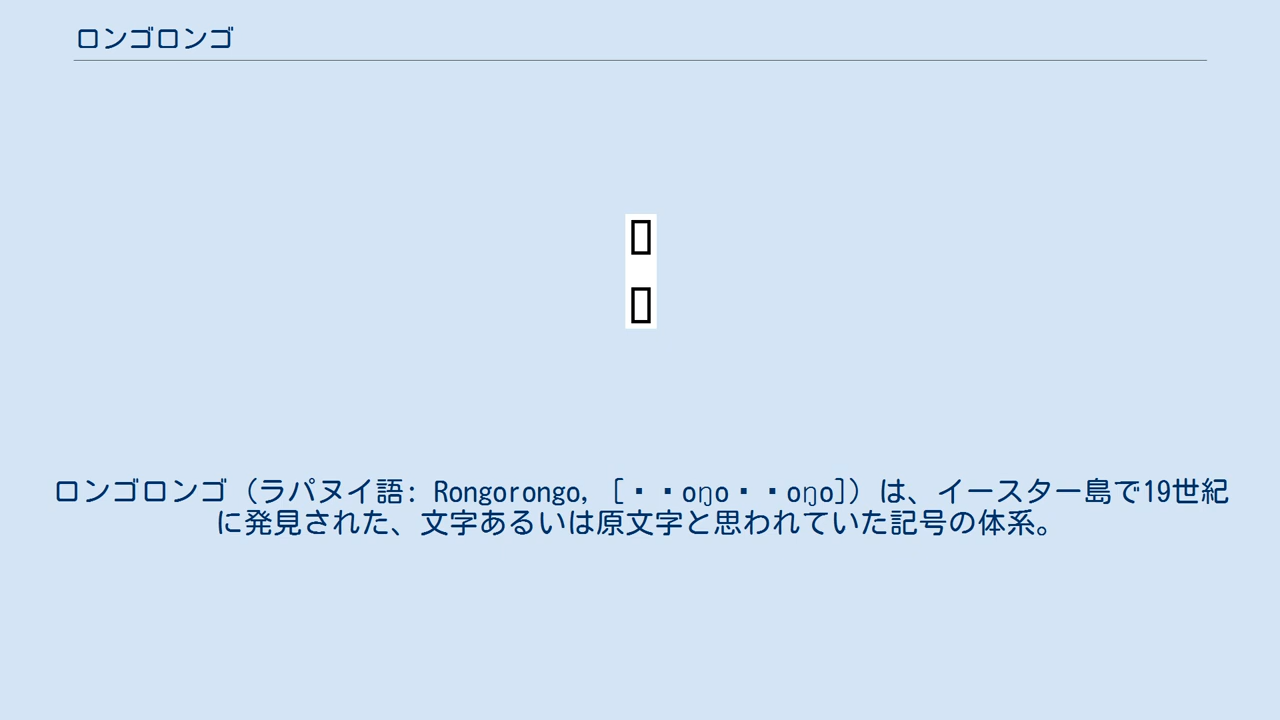 ロンゴロンゴ
ロンゴロンゴ（ラパヌイ語: Rongorongo, [・・oŋo・・oŋo]）は、イースター島で19世紀
に発見された、文字あるいは原文字と思われていた記号の体系。